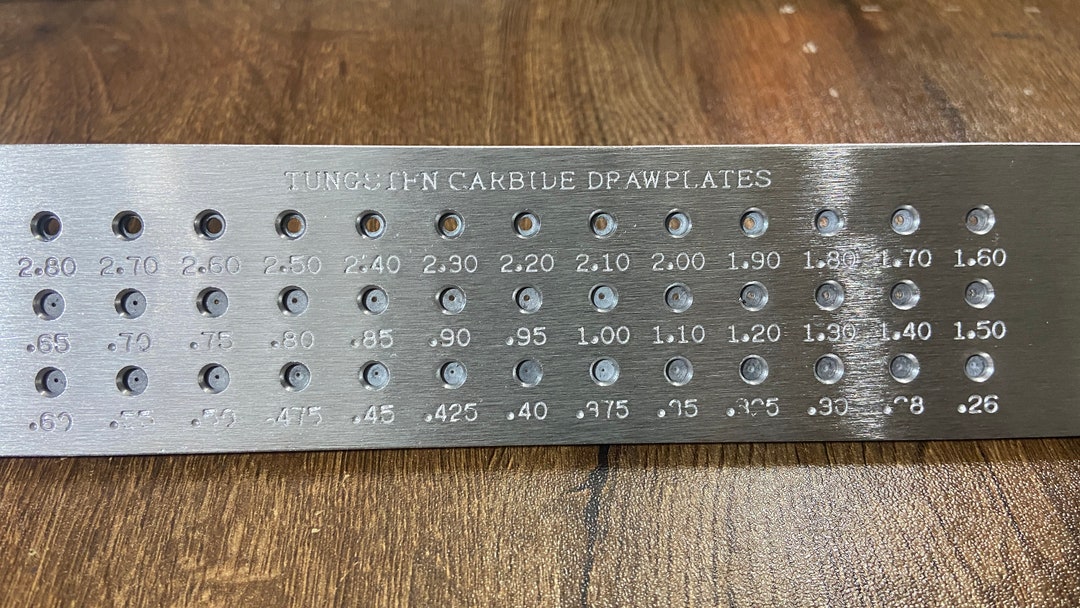 TUNGSTEN CARBIDE DRAWPLATES
2.80 2.70 2.60 2.50 2.40 2.30 2.20 2.10 2.00 1.90 1.80 1.70 1.60
.65 .70 .75 .80 .85 .90 .95 1.00 1.10 1.20 1.30 1.40 1.50
.60 .55 .50 .475 .45 .425 .40 .375 .35 .325 .30 .28 .26